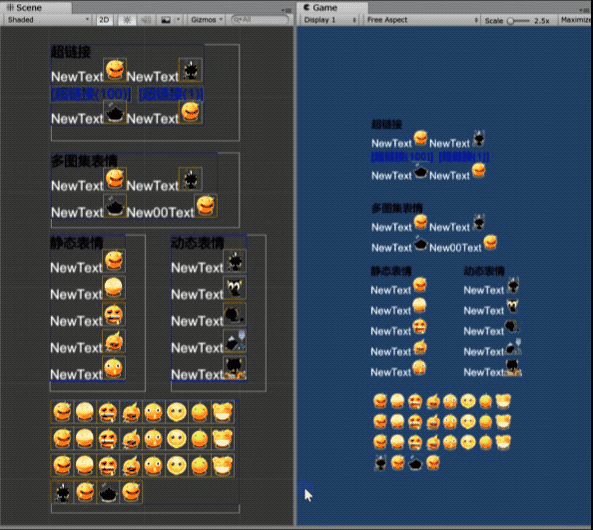 Scene
Shaded 2D Gizmos All
超链接
NewText NewText
[超链接(100)] [超链接(1)]
NewText NewText
多图集表情
NewText NewText
NewText New00Text
静态表情 动态表情
NewText NewText
NewText NewText
NewText NewText
NewText NewText
NewText NewText
Game
Display 1 Free Aspect Scale 2.5x Maximize
超链接
NewText NewText
[超链接(100)] [超链接(1)]
NewText NewText
多图集表情
NewText NewText
NewText New00Text
静态表情 动态表情
NewText NewText
NewText NewText
NewText NewText
NewText NewText
NewText NewText